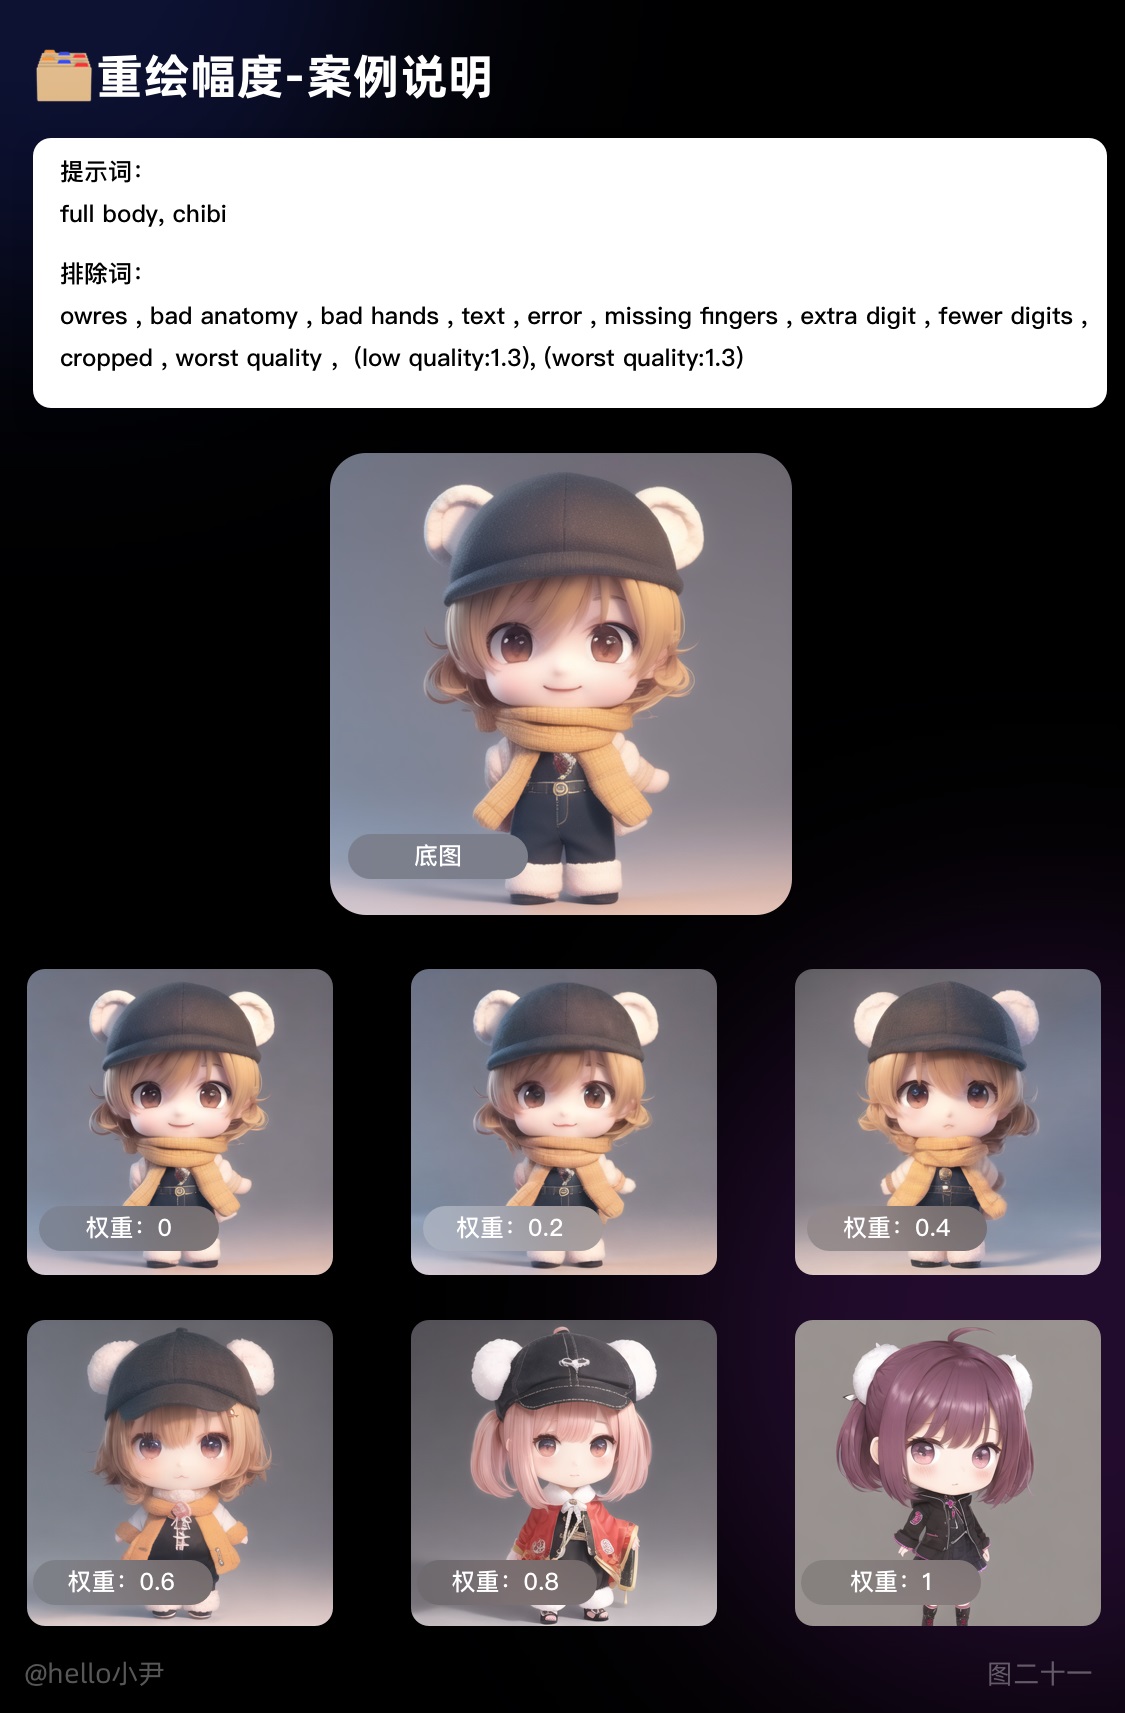 重绘幅度-案例说明
提示词：
full body, chibi
排除词：
owres , bad anatomy , bad hands , text , error , missing fingers , extra digit , fewer digits ,
cropped , worst quality ,  (low quality:1.3), (worst quality:1.3)
底图
权重：0
权重：0.2
权重：0.4
权重：0.6
权重：0.8
权重：1
@hello小尹
图二十一